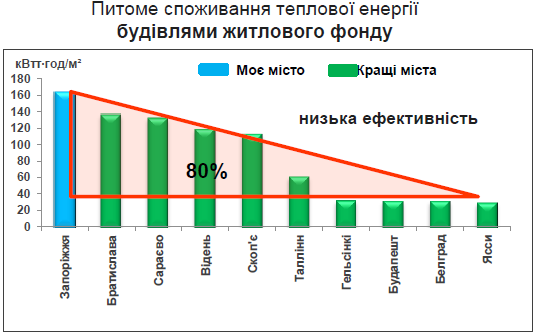 Питоме споживання теплової енергії
будівлями житлового фонду
кВтт·год/м²
Моє місто
Кращі міста
180
160
140
120
100
80
60
40
20
0
низька ефективність
80%
Запоріжжя
Братислава
Сараєво
Відень
Скоп'є
Таллінн
Гельсінкі
Будапешт
Белград
Ясси